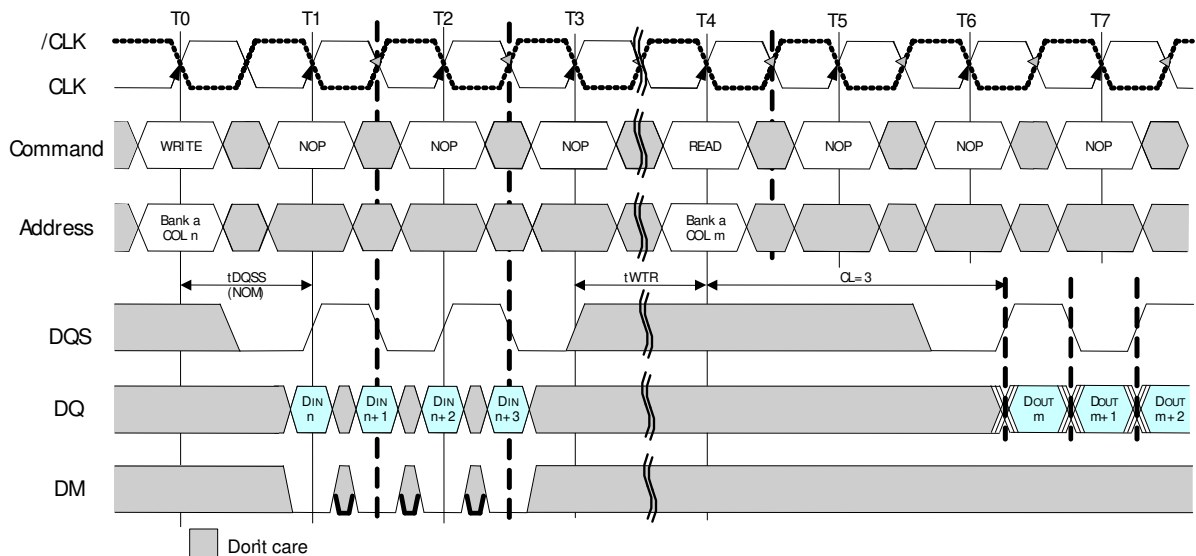 T0 T1 T2 T3 T4 T5 T6 T7
/CLK
CLK
Command WRITE NOP NOP NOP READ NOP NOP NOP
Address Bank a COL n Bank a COL m
tDQSS
(NOM)
tWTR
CL= 3
DQS
DQ DIN n DIN n+1 DIN n+2 DIN n+3 DOUT m DOUT m+1 DOUT m+2
DM
Don't care